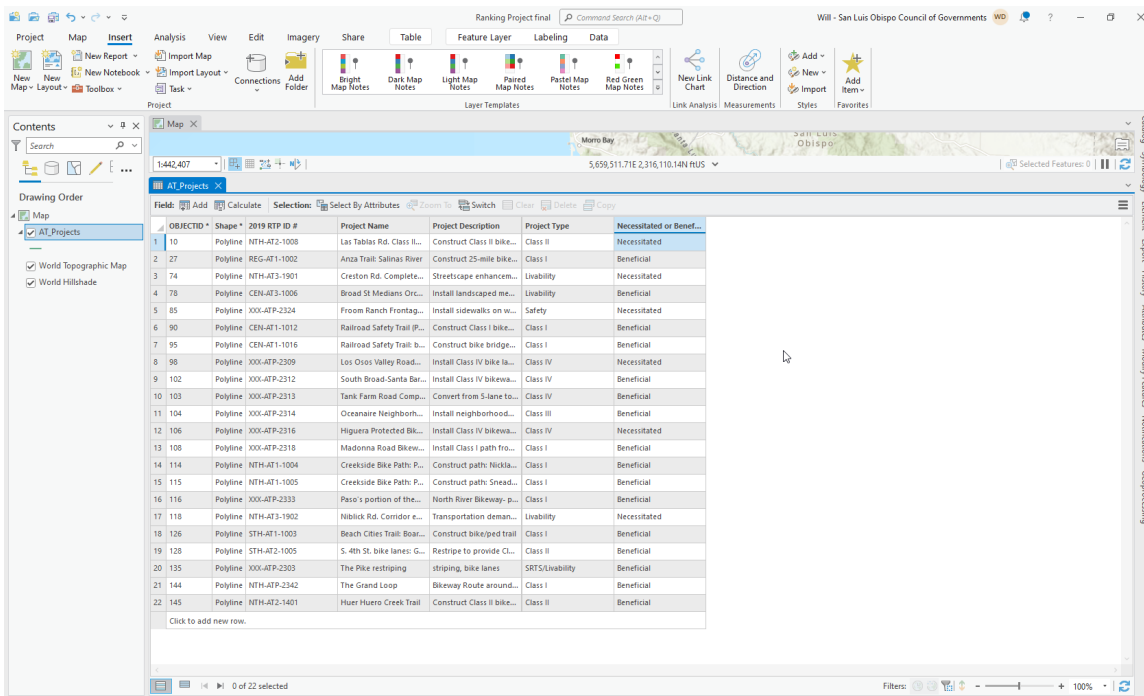 Ranking Project final Command Search (Alt+Q) Will - San Luis Obispo Council of Governments WD ?
Project Map Insert Analysis View Edit Imagery Share Table Feature Layer Labeling Data
New Map New Layout New Report New Notebook Toolbox Import Map Import Layout Task Connections Add Folder Bright Map Notes Dark Map Notes Light Map Notes Paired Map Notes Pastel Map Notes Red Green Map Notes New Link Chart Distance and Direction Add New Import Add Item
Project Layer Templates Link Analysis Measurements Styles Favorites
Contents
Search
Drawing Order
Map
AT_Projects
World Topographic Map
World Hillshade
Map
Morro Bay San Luis Obispo
1:442,407 5,659,511.71E 2,316,110.14N ftUS Selected Features: 0
AT_Projects
Field: Add Calculate Selection: Select By Attributes Zoom To Switch Clear Delete Copy
OBJECTID * Shape * 2019 RTP ID # Project Name Project Description Project Type Necessitated or Benef...
1 10 Polyline NTH-AT2-1008 Las Tablas Rd. Class II... Construct Class II bike... Class II Necessitated
2 27 Polyline REG-AT1-1002 Anza Trail: Salinas River Construct 25-mile bike... Class I Beneficial
3 74 Polyline NTH-AT3-1901 Creston Rd. Complete... Streetscape enhancem... Livability Necessitated
4 78 Polyline CEN-AT3-1006 Broad St Medians Orc... Install landscaped me... Livability Beneficial
5 85 Polyline XXX-ATP-2324 Froom Ranch Frontag... Install sidewalks on w... Safety Necessitated
6 90 Polyline CEN-AT1-1012 Railroad Safety Trail (P... Construct Class I bike... Class I Beneficial
7 95 Polyline CEN-AT1-1016 Railroad Safety Trail: b... Construct bike bridge... Class I Beneficial
8 98 Polyline XXX-ATP-2309 Los Osos Valley Road... Install Class IV bike la... Class IV Necessitated
9 102 Polyline XXX-ATP-2312 South Broad-Santa Bar... Install Class IV bikewa... Class IV Beneficial
10 103 Polyline XXX-ATP-2313 Tank Farm Road Comp... Convert from 5-lane to... Class IV Beneficial
11 104 Polyline XXX-ATP-2314 Oceanaire Neighborh... Install neighborhood... Class III Beneficial
12 106 Polyline XXX-ATP-2316 Higuera Protected Bik... Install Class IV bikewa... Class IV Necessitated
13 108 Polyline XXX-ATP-2318 Madonna Road Bikew... Install Class I path fro... Class I Beneficial
14 114 Polyline NTH-AT1-1004 Creekside Bike Path: P... Construct path: Nickla... Class I Beneficial
15 115 Polyline NTH-AT1-1005 Creekside Bike Path: P... Construct path: Snead... Class I Beneficial
16 116 Polyline XXX-ATP-2333 Paso's portion of the... North River Bikeway- p... Class I Beneficial
17 118 Polyline NTH-AT3-1902 Niblick Rd. Corridor e... Transportation deman... Livability Necessitated
18 126 Polyline STH-AT1-1003 Beach Cities Trail: Boar... Construct bike/ped trail Class I Beneficial
19 128 Polyline STH-AT2-1005 S. 4th St. bike lanes: G... Restripe to provide Cl... Class II Beneficial
20 135 Polyline XXX-ATP-2303 The Pike restriping striping, bike lanes SRTS/Livability Beneficial
21 144 Polyline NTH-ATP-2342 The Grand Loop Bikeway Route around... Class I Beneficial
22 145 Polyline NTH-AT2-1401 Huer Huero Creek Trail Construct Class II bike... Class II Beneficial
Click to add new row.
0 of 22 selected Filters: - + 100%